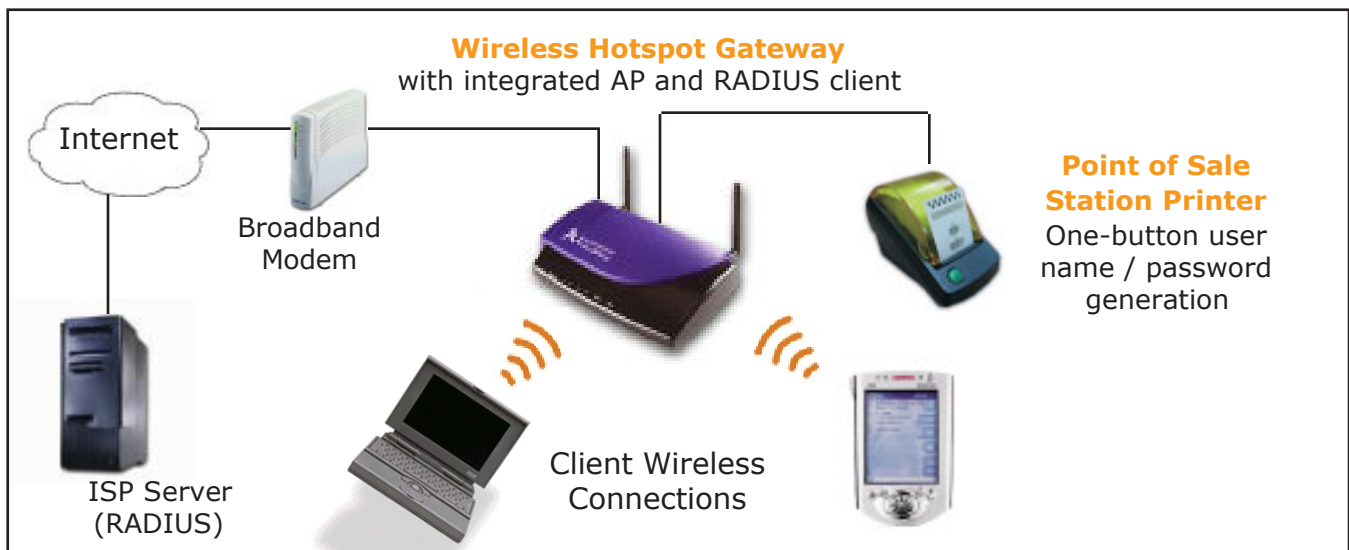 Wireless Hotspot Gateway
with integrated AP and RADIUS client
Internet
Broadband
Modem
Point of Sale
Station Printer
One-button user
name / password
generation
ISP Server
(RADIUS)
Client Wireless
Connections